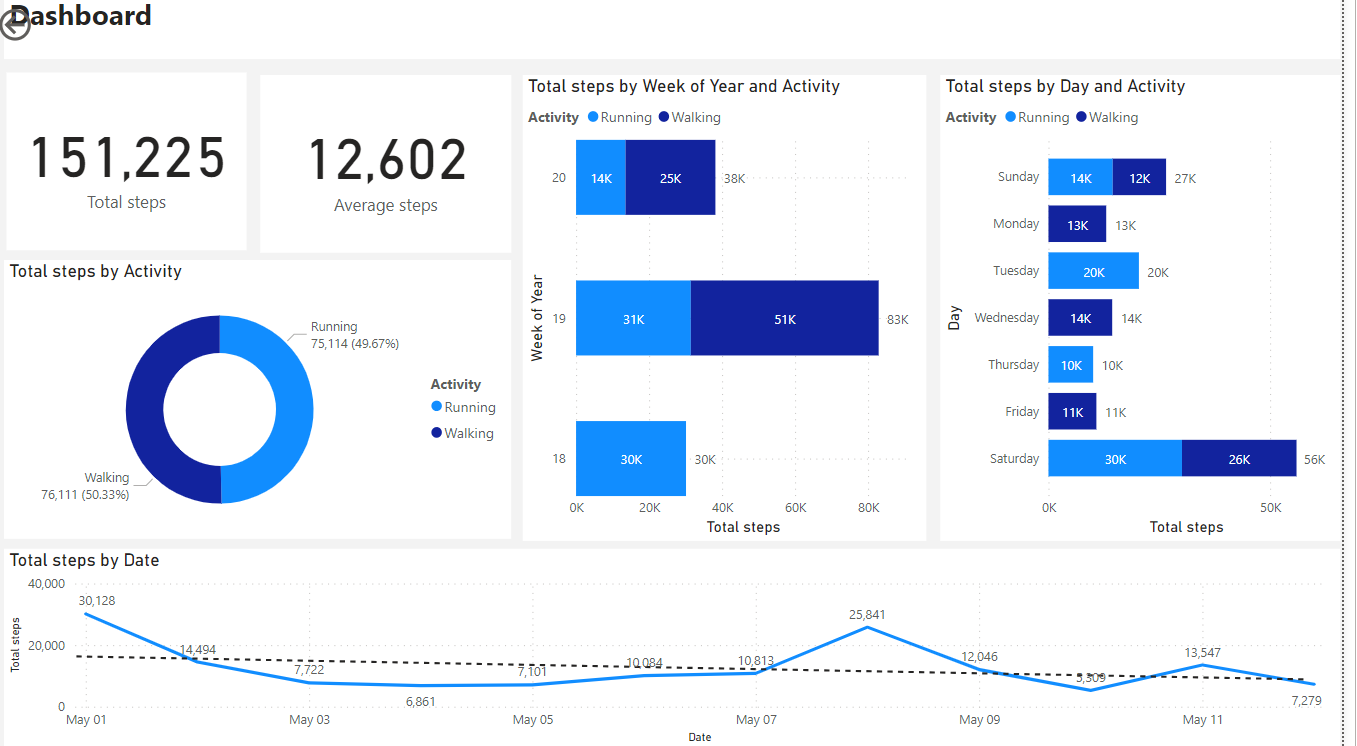 Dashboard
151,225
Total steps
12,602
Average steps
Total steps by Activity
Running
75,114 (49.67%)
Walking
76,111 (50.33%)
Activity
Running
Walking
Total steps by Week of Year and Activity
Activity Running Walking
Week of Year
20 14K 25K 38K
19 31K 51K 83K
18 30K 30K
0K 20K 40K 60K 80K
Total steps
Total steps by Day and Activity
Activity Running Walking
Day
Sunday 14K 12K 27K
Monday 13K 13K
Tuesday 20K 20K
Wednesday 14K 14K
Thursday 10K 10K
Friday 11K 11K
Saturday 30K 26K 56K
0K 50K
Total steps
Total steps by Date
Total steps
40,000
20,000
0
30,128
14,494
7,722
6,861
7,101
10,084
10,813
25,841
12,046
5,309
13,547
7,279
May 01 May 03 May 05 May 07 May 09 May 11
Date